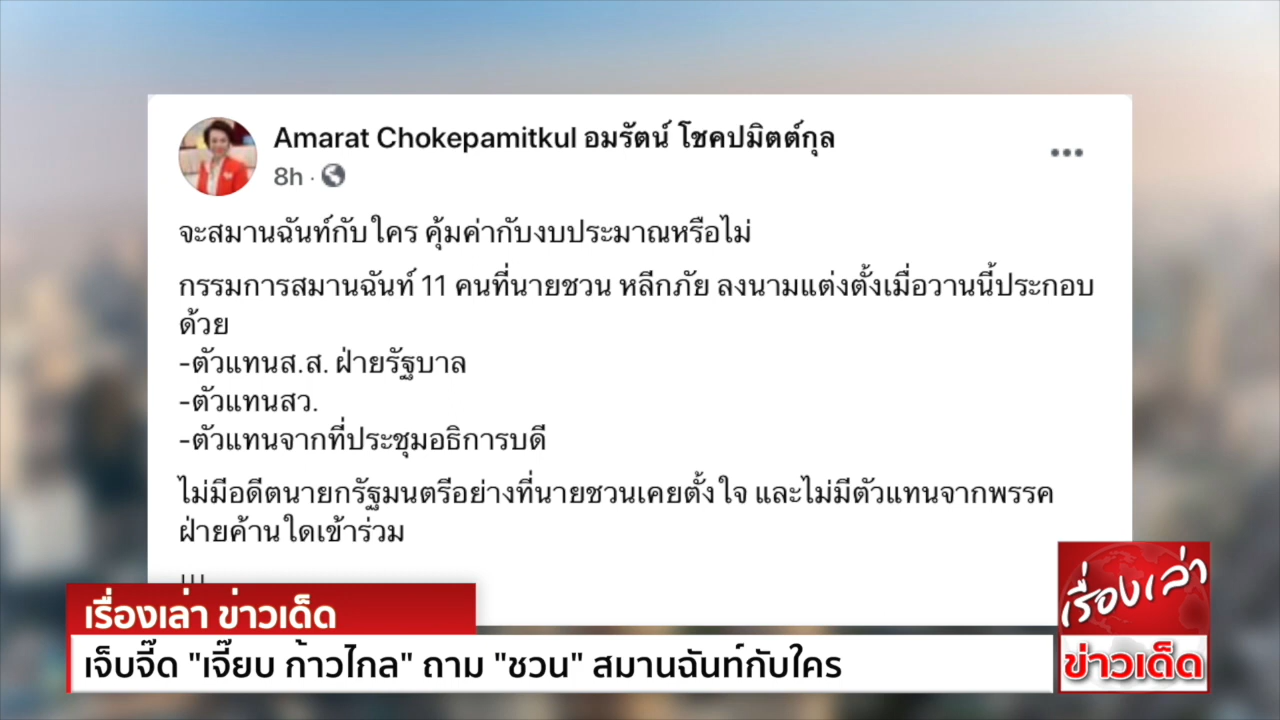 Amarat Chokepamitkul อมรัตน์ โชคปมิตต์กุล
8h ·
จะสมานฉันท์กับใคร คุ้มค่ากับงบประมาณหรือไม่
กรรมการสมานฉันท์ 11 คนที่นายชวน หลีกภัย ลงนามแต่งตั้งเมื่อวานนี้ประกอบ
ด้วย
-ตัวแทนส.ส. ฝ่ายรัฐบาล
-ตัวแทนสว.
-ตัวแทนจากที่ประชุมอธิการบดี
ไม่มีอดีตนายกรัฐมนตรีอย่างที่นายชวนเคยตั้งใจ และไม่มีตัวแทนจากพรรค
ฝ่ายค้านใดเข้าร่วม
เรื่องเล่า ข่าวเด็ด
เจ็บจี๊ด "เจี๊ยบ ก้าวไกล" ถาม "ชวน" สมานฉันท์กับใคร
เรื่องเล่า
ข่าวเด็ด